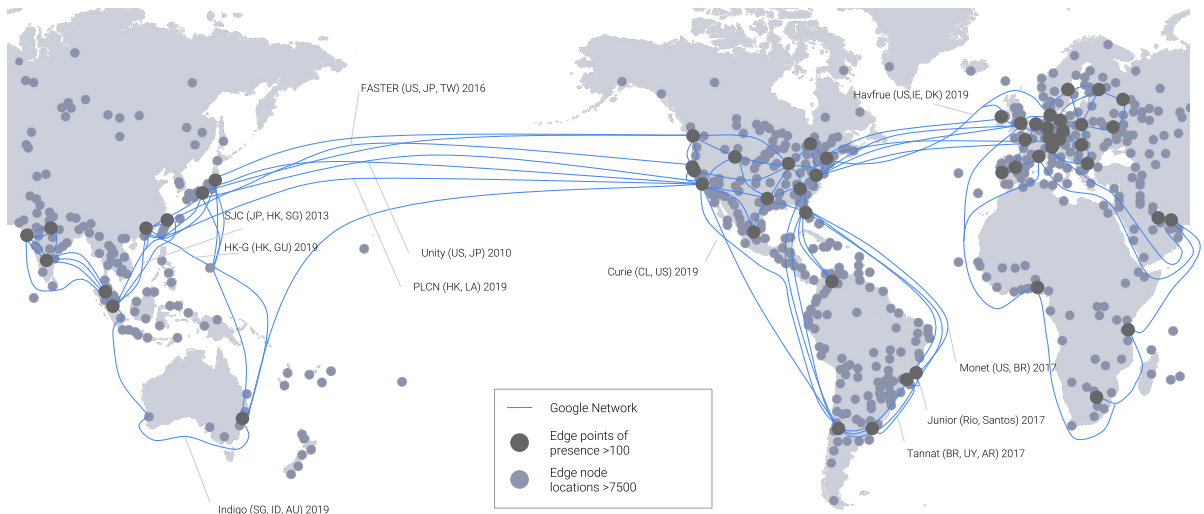 FASTER (US, JP, TW) 2016
Havfrue (US,IE, DK) 2019
SJC (JP, HK, SG) 2013
HK-G (HK, GU) 2019
Unity (US, JP) 2010
PLCN (HK, LA) 2019
Curie (CL, US) 2019
Monet (US, BR) 2017
Junior (Rio, Santos) 2017
Tannat (BR, UY, AR) 2017
Indigo (SG, ID, AU) 2019
Google Network
Edge points of
presence >100
Edge node
locations >7500